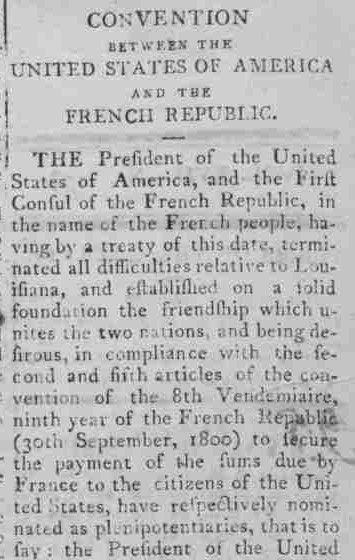 CONVENTION
BETWEEN THE
UNITED STATES OF AMERICA
AND THE
FRENCH REPUBLIC.
THE Preſident of the United
States of America, and the Firſt
Conſul of the French Republic, in
the name of the French people, ha-
ving by a treaty of this date, termi-
nated all difficulties relative to Lou-
iſiana, and eſtabliſhed on a ſolid
foundation the friendſhip which u-
nites the two nations, and being de-
ſirous, in compliance with the ſe-
cond and fifth articles of the con-
vention of the 8th Vendemiaire,
ninth year of the French Republic
(30th September, 1800) to ſecure
the payment of the ſums due by
France to the citizens of the Uni-
ted States, have reſpectively nomi-
nated as plenipotentiaries, that is to
ſay : the Preſident of the United